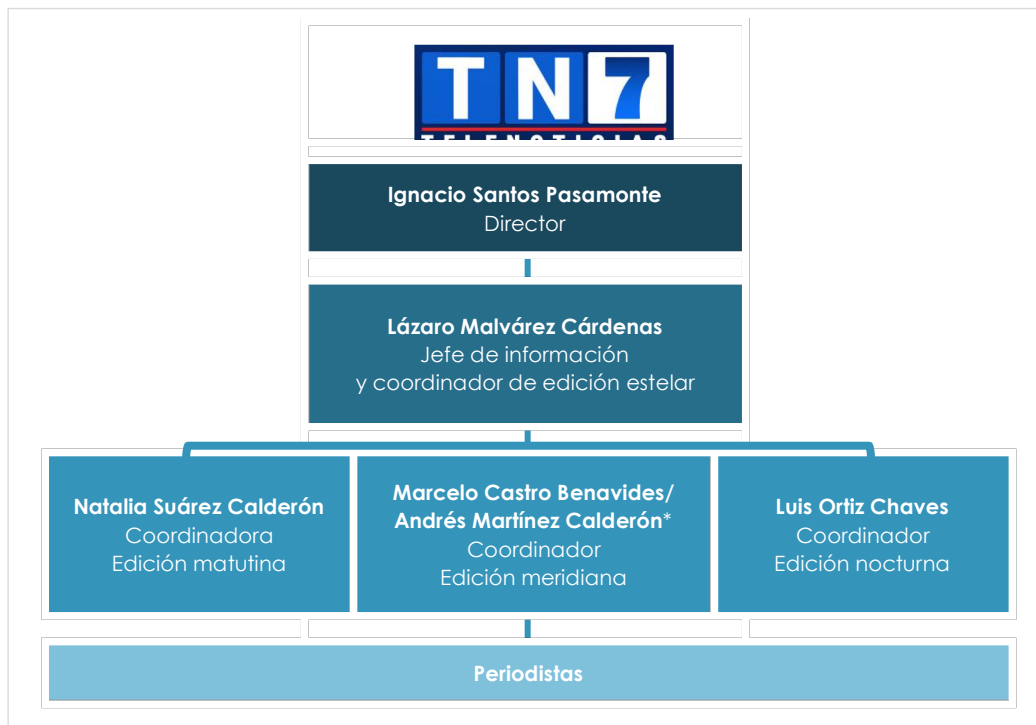 TN7
TELENOTICIAS
Ignacio Santos Pasamonte
Director
Lázaro Malvárez Cárdenas
Jefe de información
y coordinador de edición estelar
Natalia Suárez Calderón
Coordinadora
Edición matutina
Marcelo Castro Benavides/
Andrés Martínez Calderón*
Coordinador
Edición meridiana
Luis Ortiz Chaves
Coordinador
Edición nocturna
Periodistas